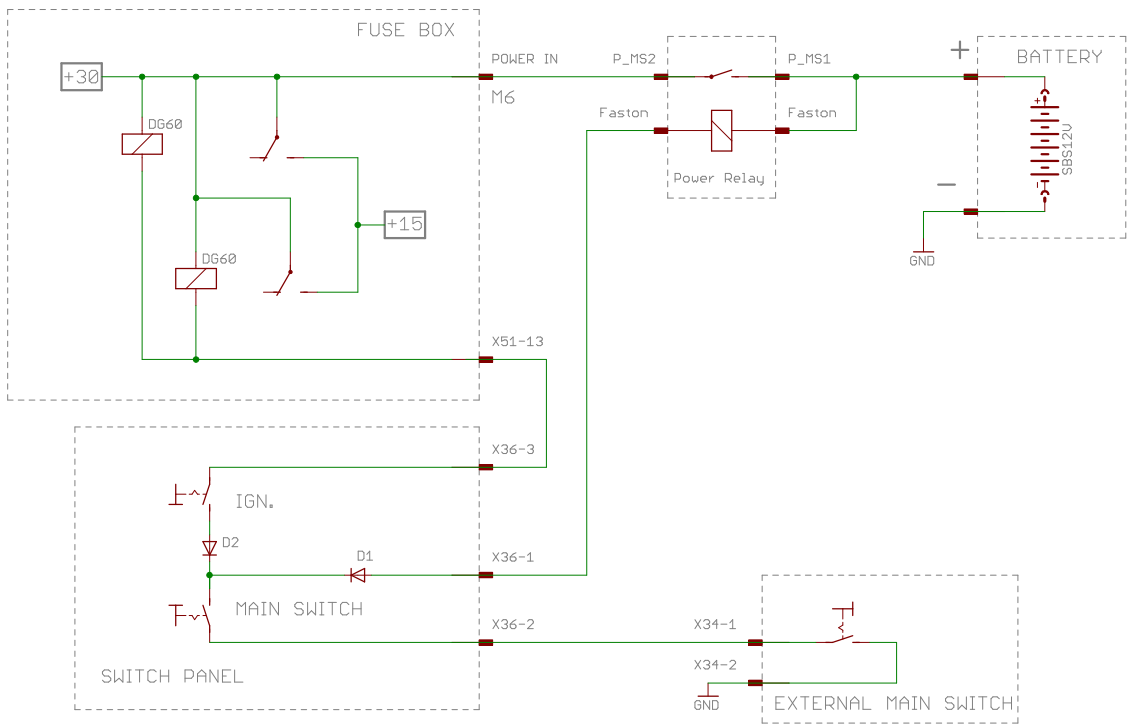 FUSE BOX
+30
DG60
DG60
+15
POWER IN
M6
P_MS2
P_MS1
Faston
Faston
Power Relay
+
BATTERY
+
SBS12V
-
-
GND
X51-13
X36-3
IGN.
D2
D1
X36-1
MAIN SWITCH
X36-2
SWITCH PANEL
X34-1
X34-2
GND
EXTERNAL MAIN SWITCH